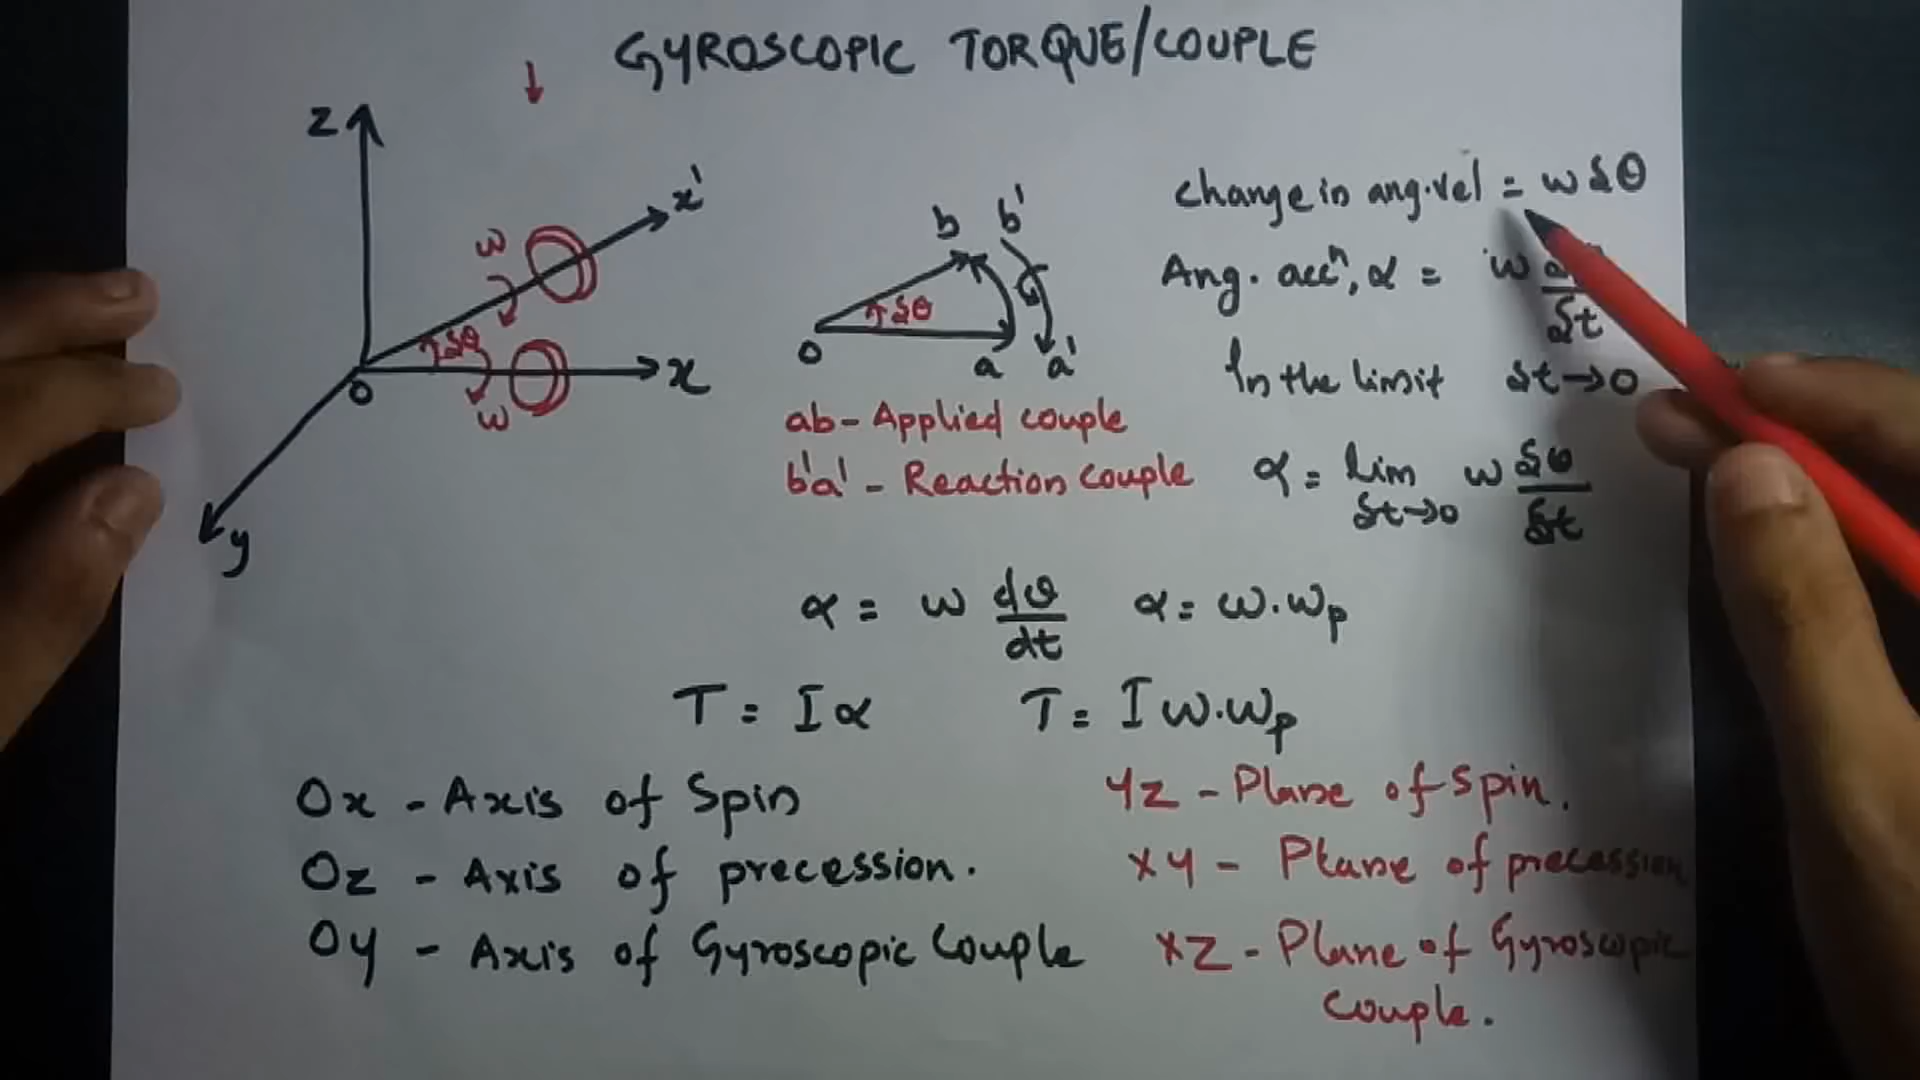 GYROSCOPIC TORQUE/COUPLE
z
x'
ω
δθ
ω
x
o
y
b b'
δθ
o a a'
ab - Applied couple
b'a' - Reaction couple
Change in ang.vel = ω δθ
Ang. accⁿ, α = ω /δt
In the limit δt→0
α = lim δt→0 ω δθ/δt
α = ω dθ/dt α = ω.ωp
T = Iα T = I ω.ωp
Ox - Axis of Spin
Oz - Axis of precession.
Oy - Axis of Gyroscopic Couple
YZ - Plane of spin.
XY - Plane of precession
XZ - Plane of Gyroscopic
Couple.